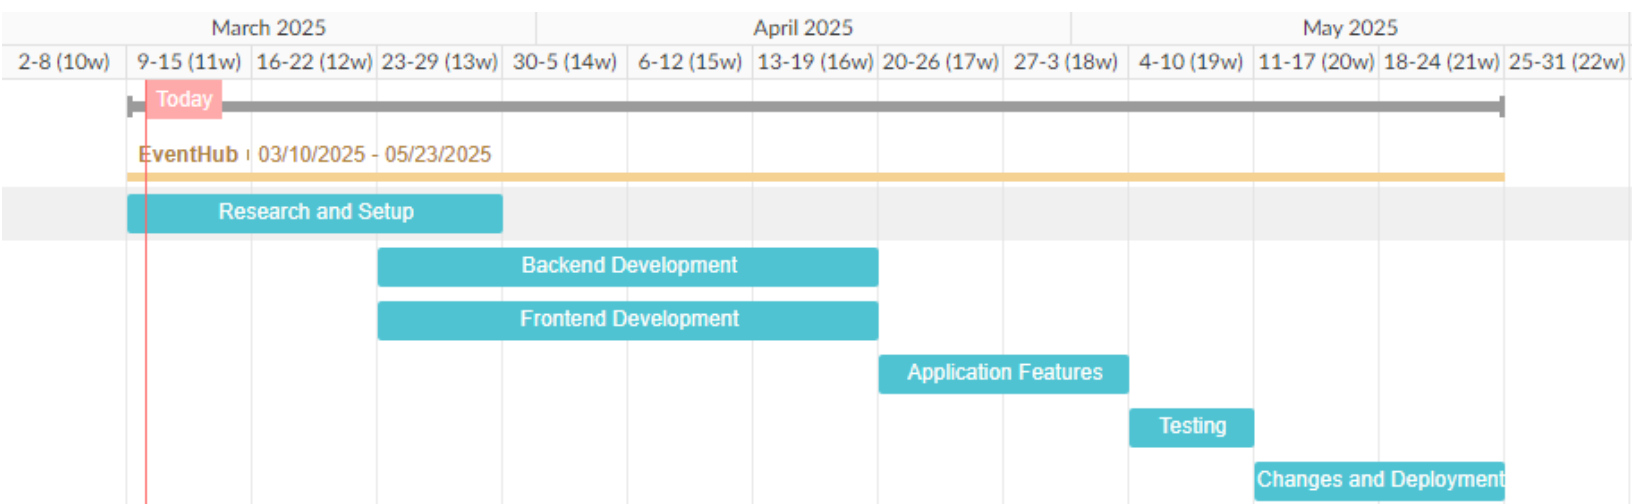 March 2025 April 2025 May 2025
2-8 (10w) 9-15 (11w) 16-22 (12w) 23-29 (13w) 30-5 (14w) 6-12 (15w) 13-19 (16w) 20-26 (17w) 27-3 (18w) 4-10 (19w) 11-17 (20w) 18-24 (21w) 25-31 (22w)
Today
EventHub 03/10/2025 - 05/23/2025
Research and Setup
Backend Development
Frontend Development
Application Features
Testing
Changes and Deployment